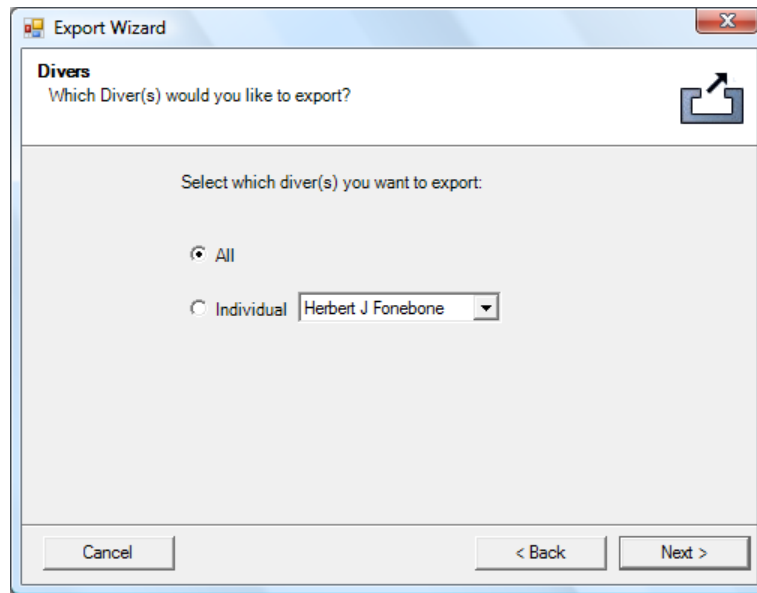 Export Wizard
Divers
Which Diver(s) would you like to export?
Select which diver(s) you want to export:
All
Individual Herbert J Fonebone
Cancel < Back Next >